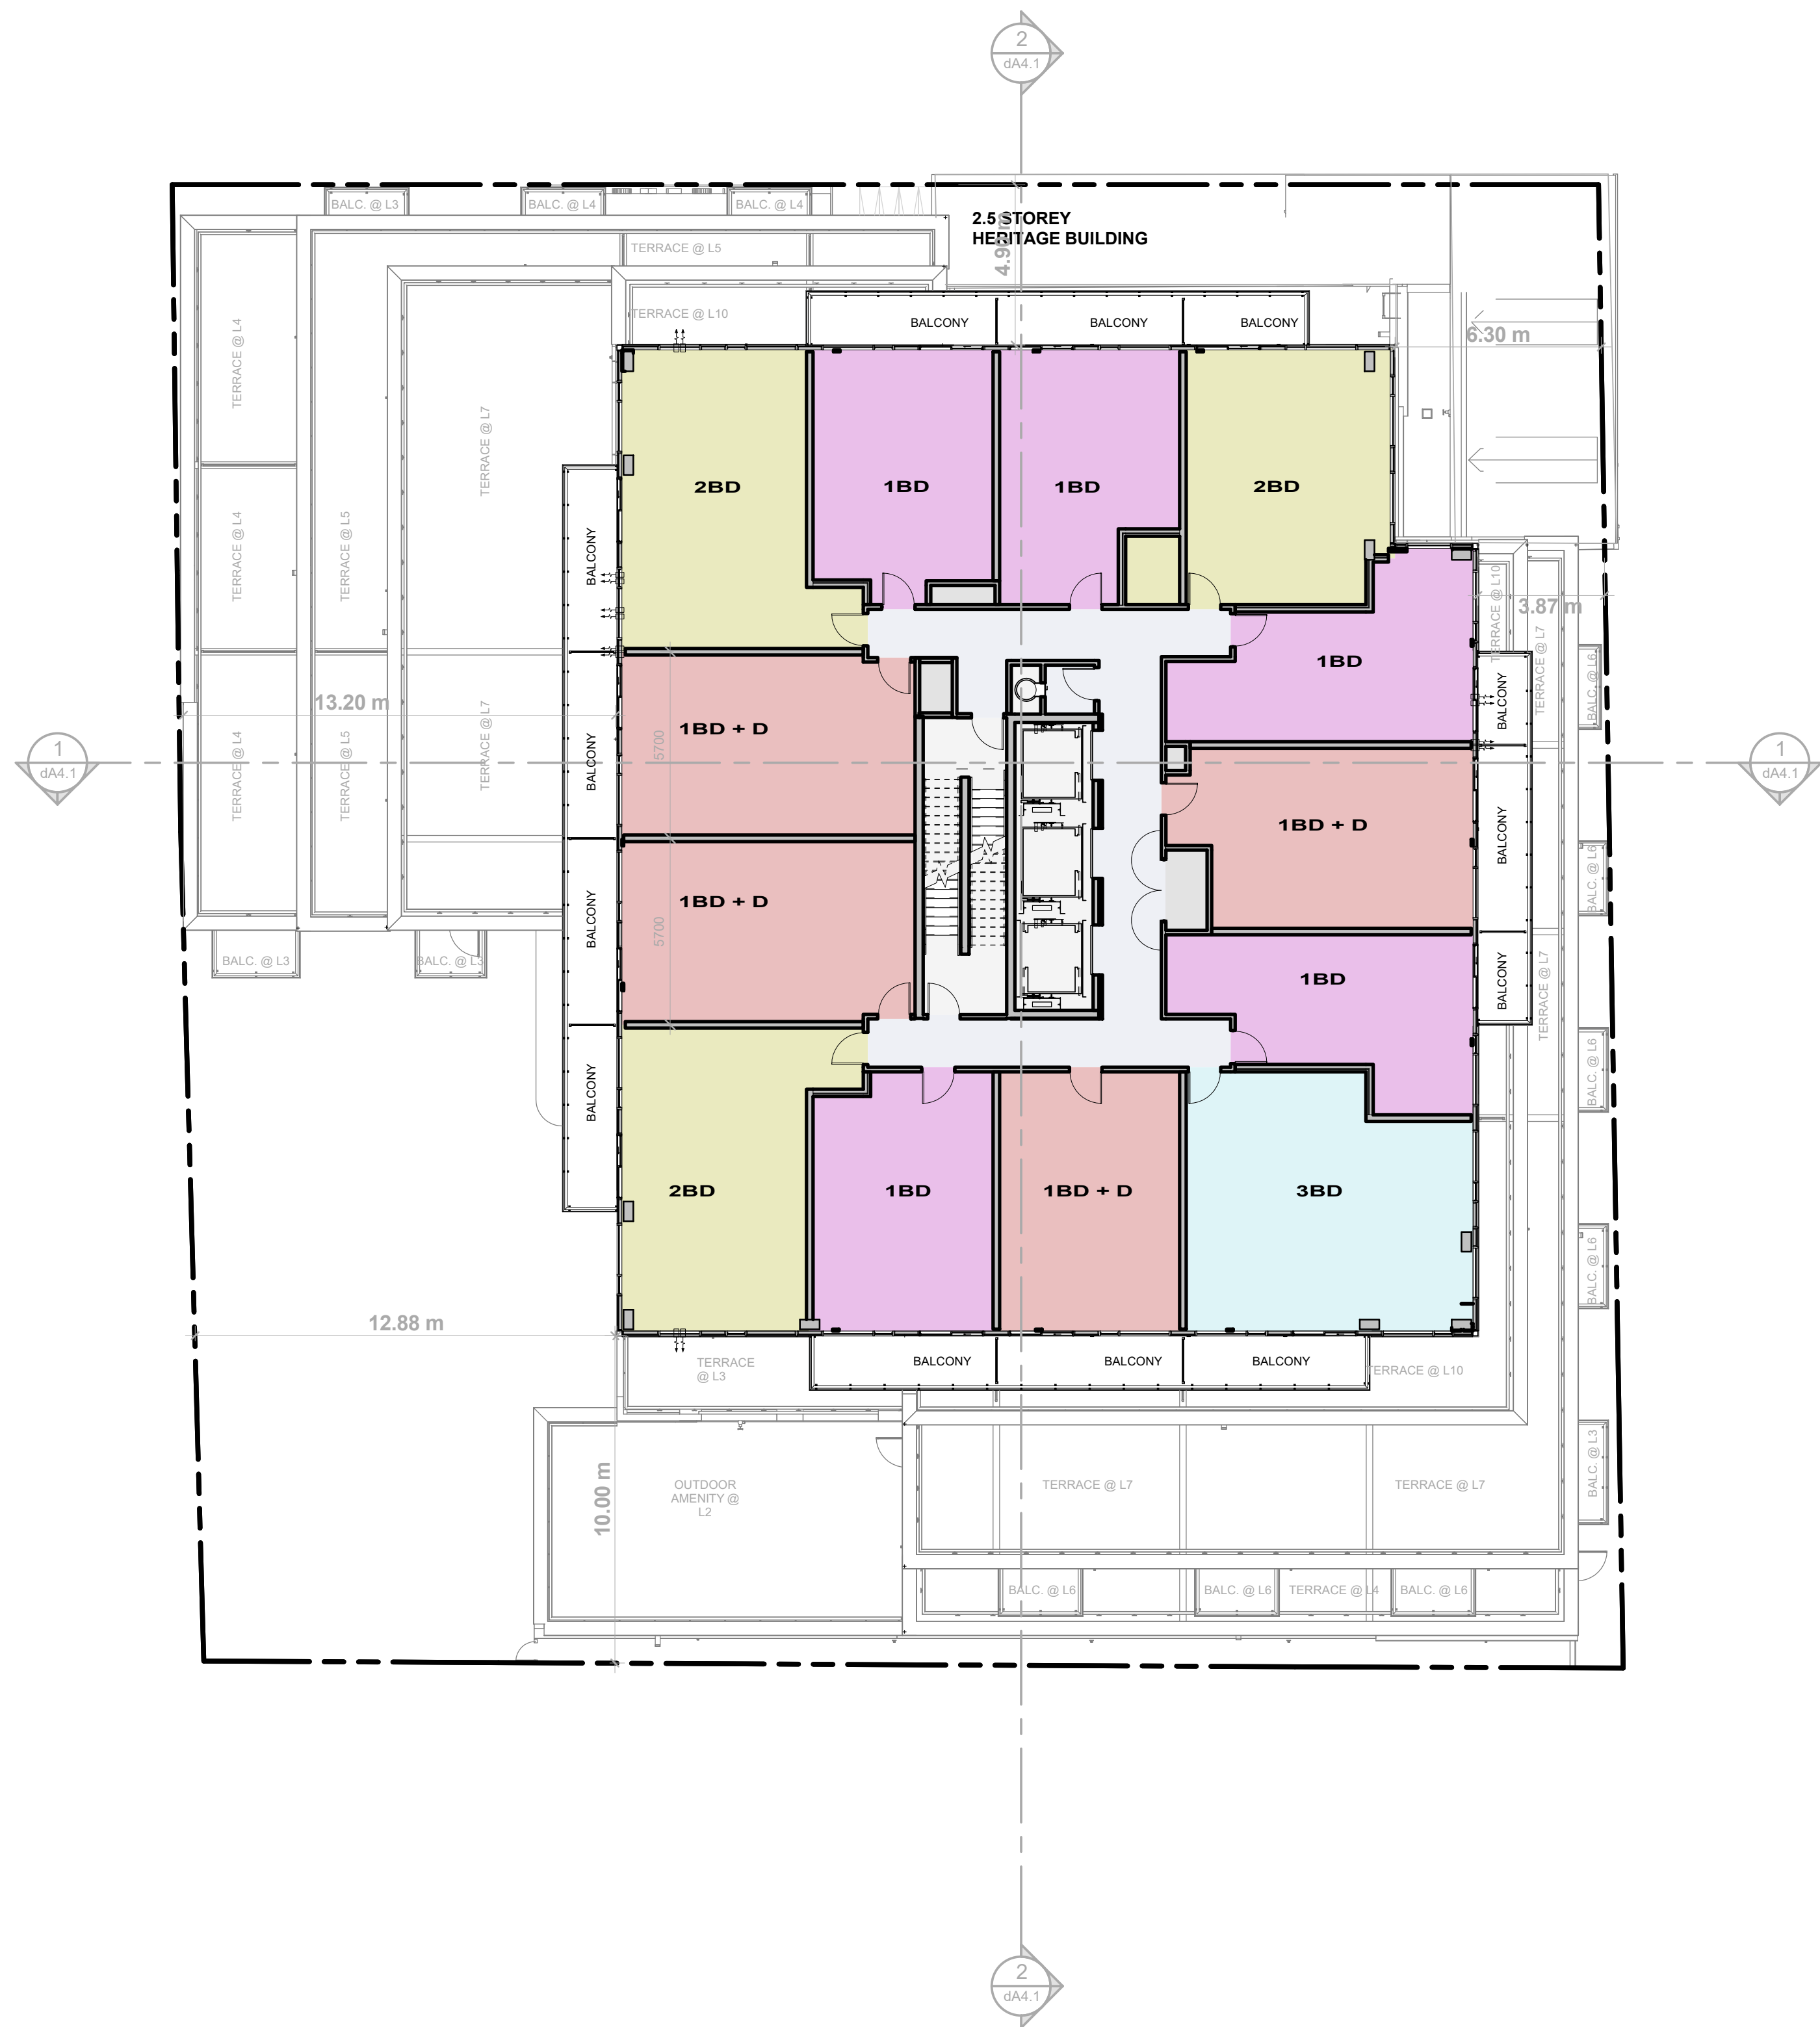 2
dA4.1
BALC. @ L3
BALC. @ L4
BALC. @ L4
2.5 STOREY
HERITAGE BUILDING
4.90 m
TERRACE @ L5
TERRACE @ L10
BALCONY
BALCONY
BALCONY
6.30 m
TERRACE @ L4
TERRACE @ L7
2BD
1BD
1BD
2BD
TERRACE @ L4
TERRACE @ L5
BALCONY
TERRACE @ L10
3.87 m
TERRACE @ L7
1BD
BALC. @ L6
BALCONY
13.20 m
1BD + D
5700
TERRACE @ L4
TERRACE @ L5
TERRACE @ L7
BALCONY
1
dA4.1
1
dA4.1
1BD + D
BALCONY
BALC. @ L6
1BD + D
5700
BALCONY
BALC. @ L3
BALC. @ L3
1BD
BALCONY
TERRACE @ L7
BALCONY
BALC. @ L6
2BD
1BD
1BD + D
3BD
BALC. @ L6
12.88 m
TERRACE
@ L3
BALCONY
BALCONY
BALCONY
TERRACE @ L10
10.00 m
OUTDOOR
AMENITY @
L2
TERRACE @ L7
TERRACE @ L7
BALC. @ L3
BALC. @ L6
BALC. @ L6
TERRACE @ L4
BALC. @ L6
2
dA4.1